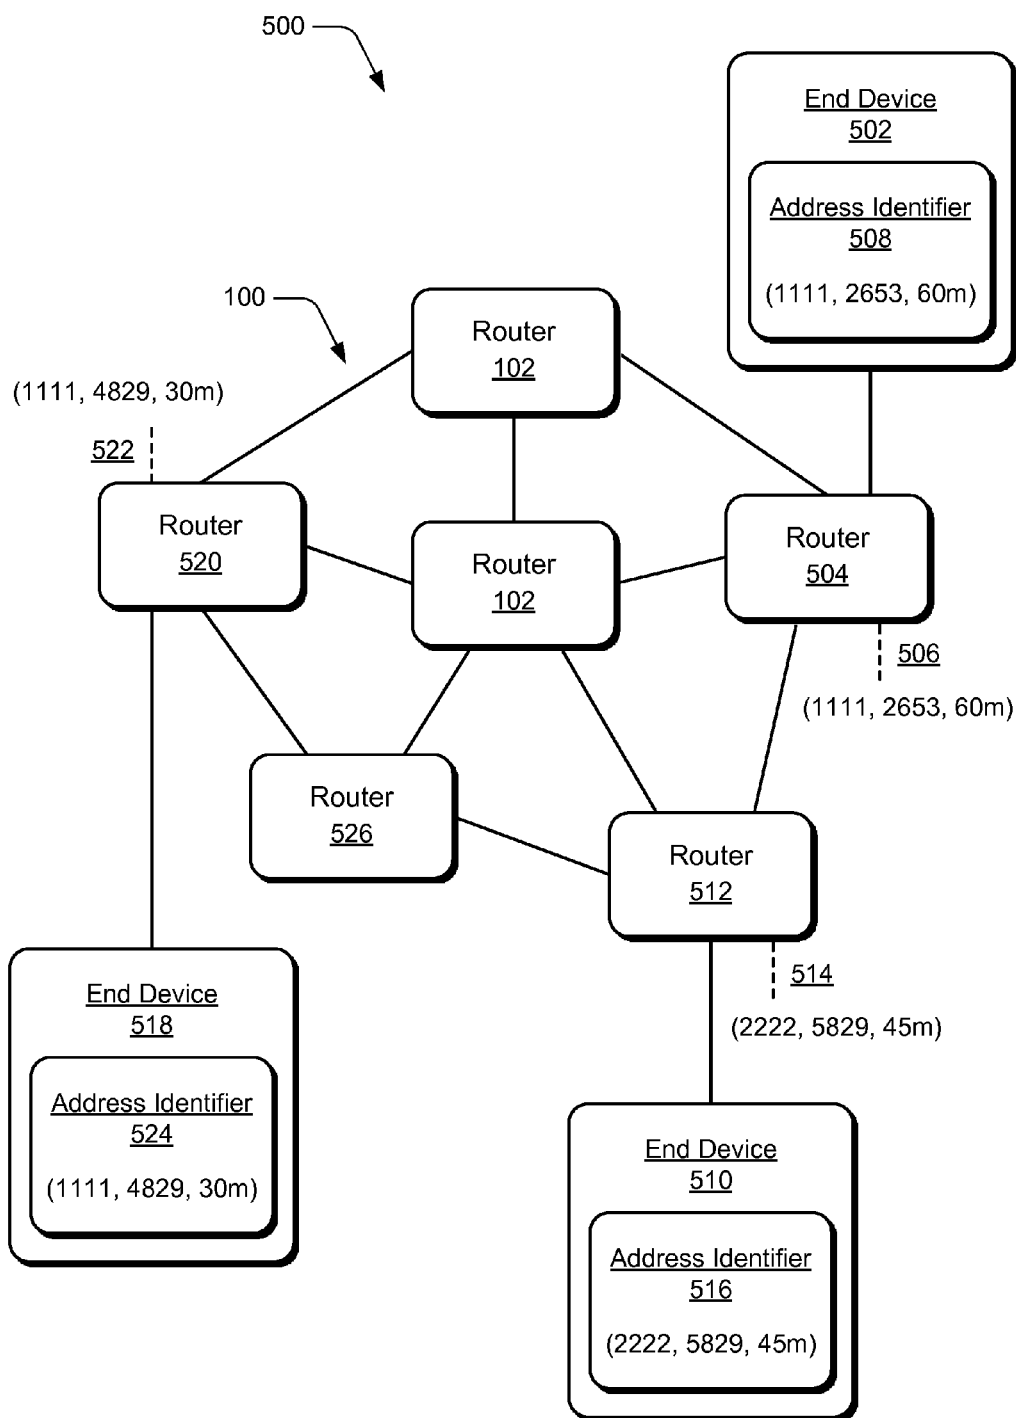 500
End Device
502
Address Identifier
508
(1111, 2653, 60m)
100
Router
102
(1111, 4829, 30m)
522
Router
520
Router
102
Router
504
506
(1111, 2653, 60m)
Router
526
Router
512
514
(2222, 5829, 45m)
End Device
518
Address Identifier
524
(1111, 4829, 30m)
End Device
510
Address Identifier
516
(2222, 5829, 45m)